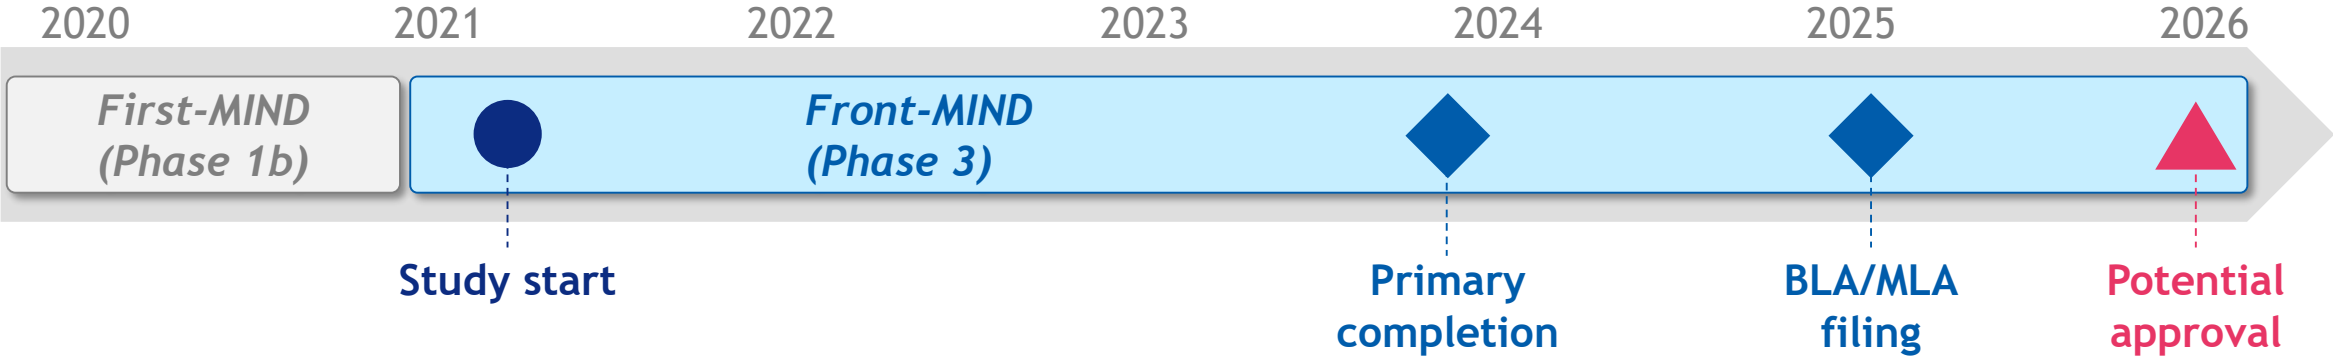 2020 2021 2022 2023 2024 2025 2026
First-MIND
(Phase 1b)
Front-MIND
(Phase 3)
Study start
Primary
completion
BLA/MLA
filing
Potential
approval